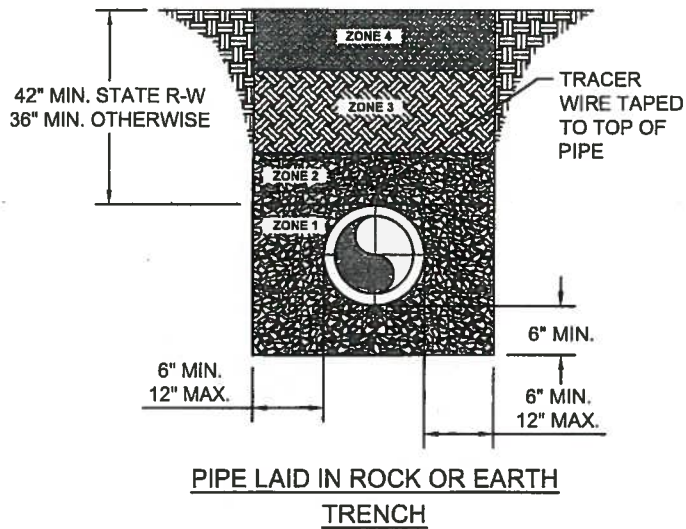 ZONE 4
42" MIN. STATE R-W
36" MIN. OTHERWISE
ZONE 3
TRACER
WIRE TAPED
TO TOP OF
PIPE
ZONE 2
ZONE 1
6" MIN.
6" MIN.
12" MAX.
6" MIN.
12" MAX.
PIPE LAID IN ROCK OR EARTH
TRENCH